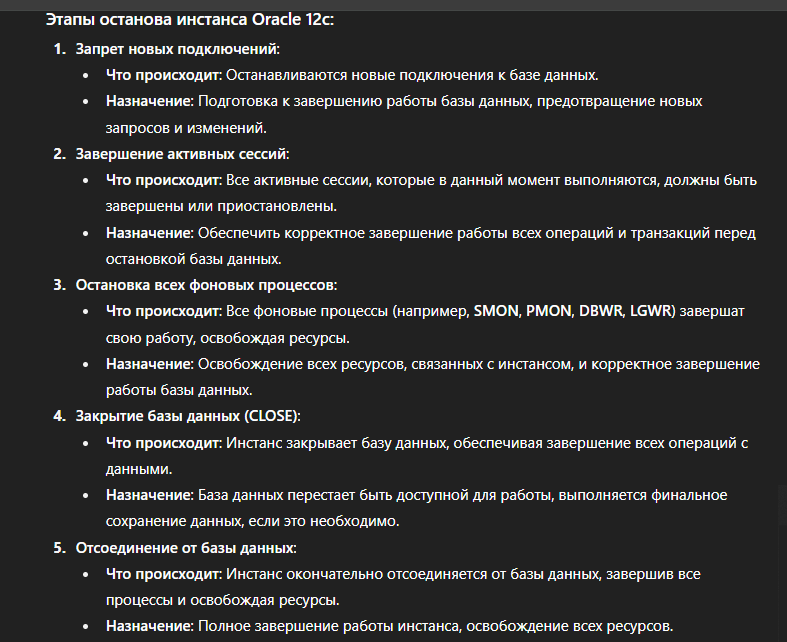 Этапы останова инстанса Oracle 12c:
1. Запрет новых подключений:
• Что происходит: Останавливаются новые подключения к базе данных.
• Назначение: Подготовка к завершению работы базы данных, предотвращение новых
запросов и изменений.
2. Завершение активных сессий:
• Что происходит: Все активные сессии, которые в данный момент выполняются, должны быть
завершены или приостановлены.
• Назначение: Обеспечить корректное завершение работы всех операций и транзакций перед
остановкой базы данных.
3. Остановка всех фоновых процессов:
• Что происходит: Все фоновые процессы (например, SMON, PMON, DBWR, LGWR) завершат
свою работу, освобождая ресурсы.
• Назначение: Освобождение всех ресурсов, связанных с инстансом, и корректное завершение
работы базы данных.
4. Закрытие базы данных (CLOSE):
• Что происходит: Инстанс закрывает базу данных, обеспечивая завершение всех операций с
данными.
• Назначение: База данных перестает быть доступной для работы, выполняется финальное
сохранение данных, если это необходимо.
5. Отсоединение от базы данных:
• Что происходит: Инстанс окончательно отсоединяется от базы данных, завершив все
процессы и освобождая ресурсы.
• Назначение: Полное завершение работы инстанса, освобождение всех ресурсов.